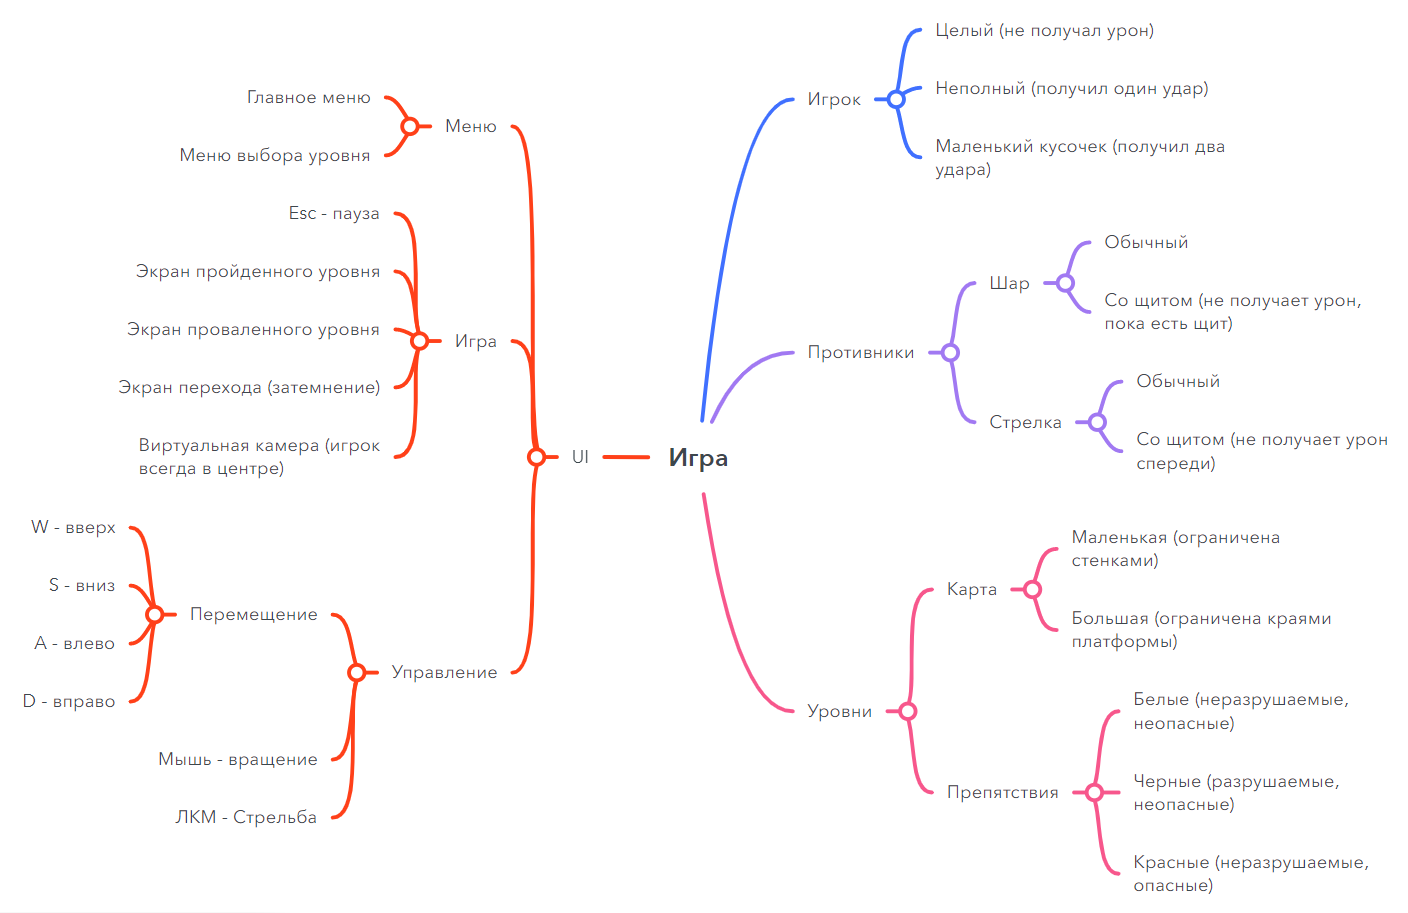 Игра
Игрок
Целый (не получал урон)
Неполный (получил один удар)
Маленький кусочек (получил два
удара)
Противники
Шар
Обычный
Со щитом (не получает урон,
пока есть щит)
Стрелка
Обычный
Со щитом (не получает урон
спереди)
Уровни
Карта
Маленькая (ограничена
стенками)
Большая (ограничена краями
платформы)
Препятствия
Белые (неразрушаемые,
неопасные)
Черные (разрушаемые,
неопасные)
Красные (неразрушаемые,
опасные)
UI
Меню
Главное меню
Меню выбора уровня
Игра
Esc - пауза
Экран пройденного уровня
Экран проваленного уровня
Экран перехода (затемнение)
Виртуальная камера (игрок
всегда в центре)
Управление
Перемещение
W - вверх
S - вниз
A - влево
D - вправо
Мышь - вращение
ЛКМ - Стрельба